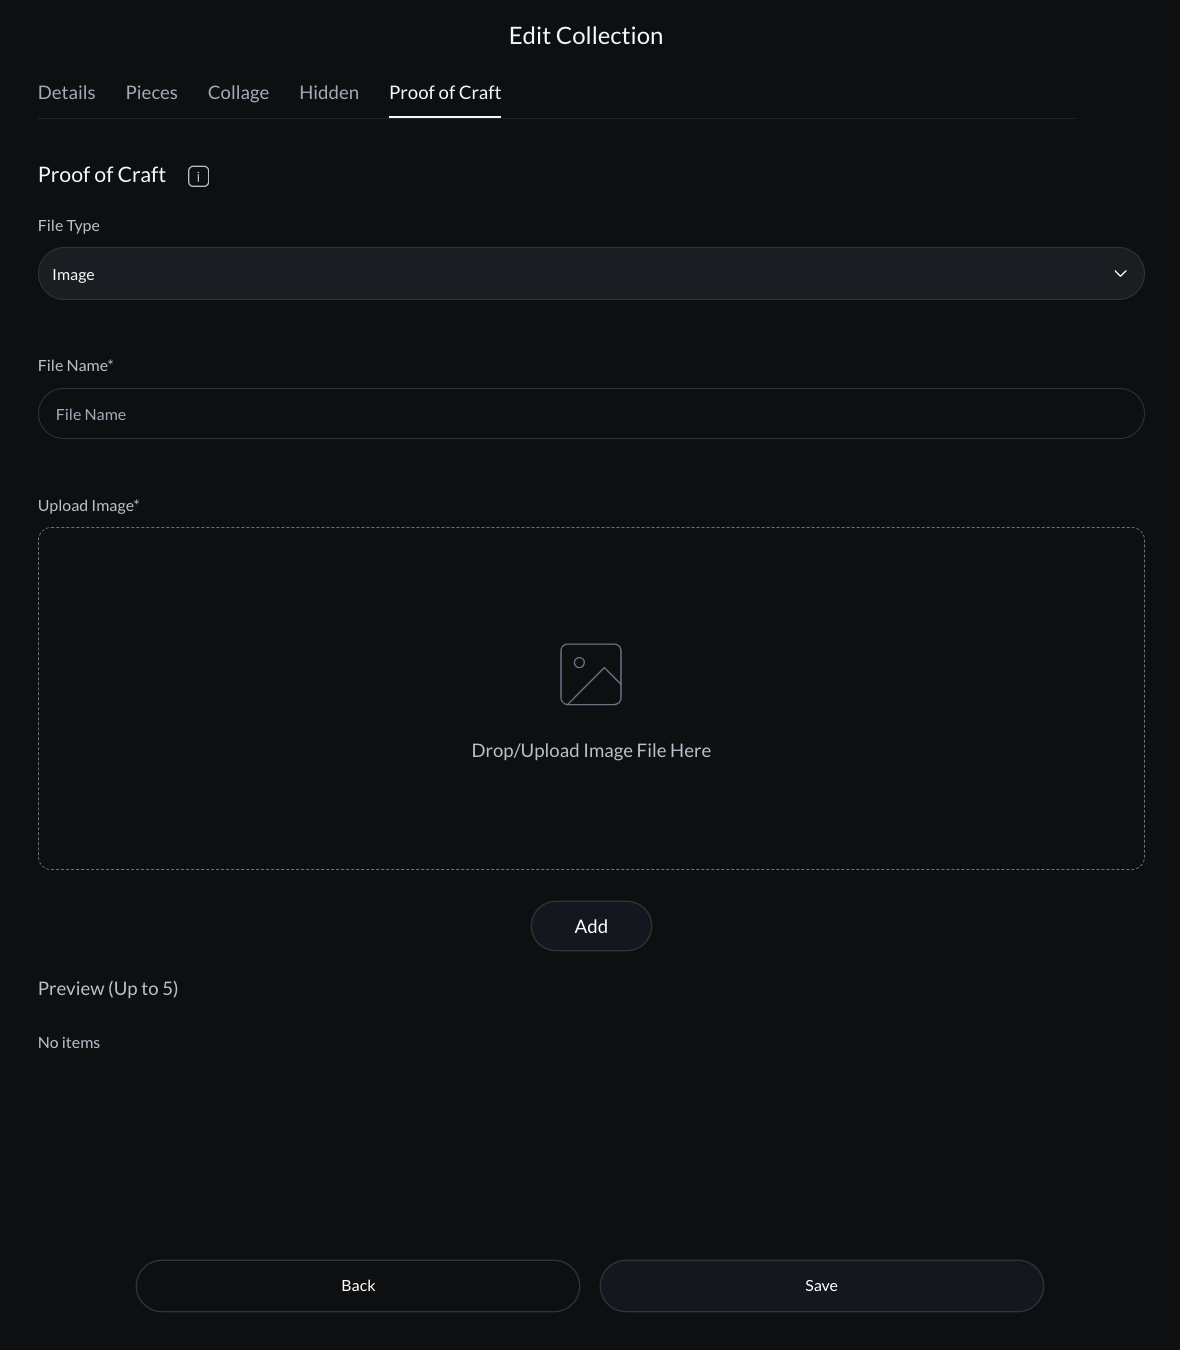 Edit Collection
Details Pieces Collage Hidden Proof of Craft
Proof of Craft i
File Type
Image
File Name*
File Name
Upload Image*
Drop/Upload Image File Here
Add
Preview (Up to 5)
No items
Back Save